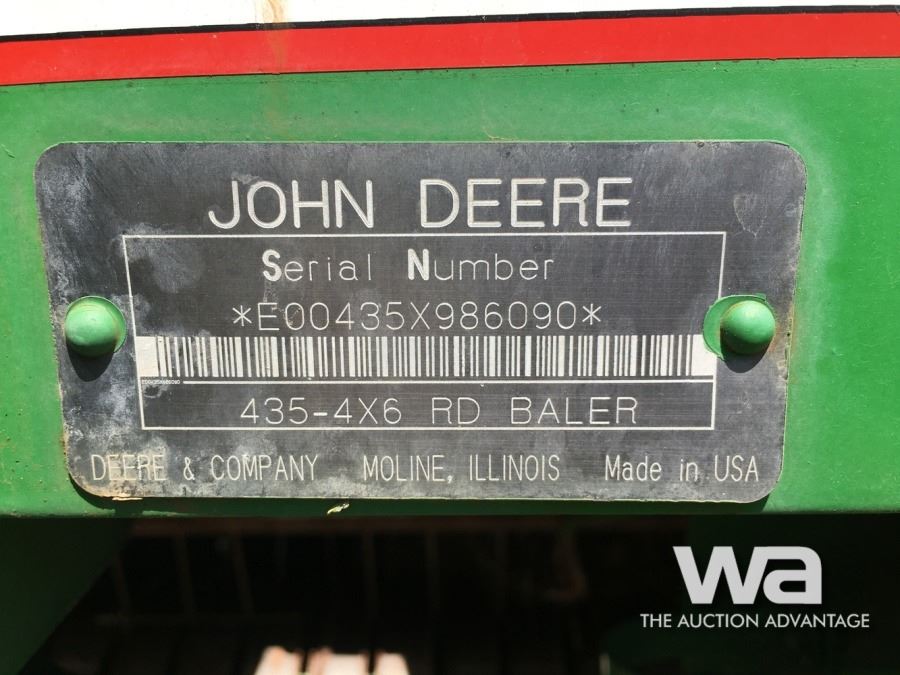 JOHN DEERE
Serial Number
*E00435X986090*
E00435X986090
435-4X6 RD BALER
DEERE & COMPANY MOLINE, ILLINOIS Made in USA
wa
THE AUCTION ADVANTAGE